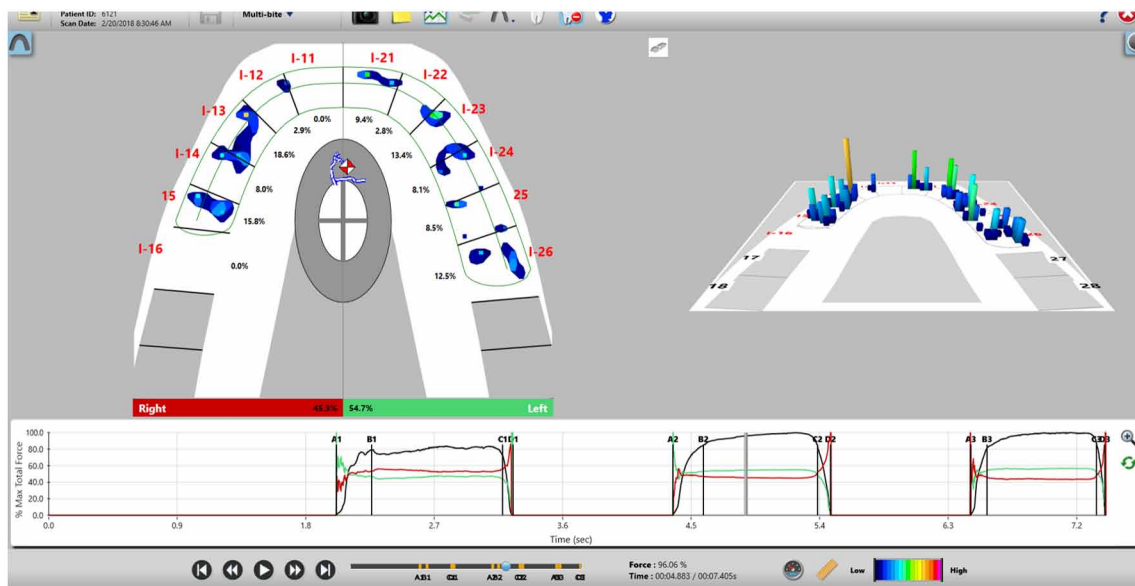 Patient ID: 6121
Scan Date: 2/20/2018 8:30:46 AM
Multi-bite
?
I-11
I-21
I-12
I-22
I-13
I-23
I-14
I-24
15
25
I-16
I-26
0.0%
9.4%
2.9%
2.8%
18.6%
13.4%
8.0%
8.1%
15.8%
8.5%
0.0%
12.5%
I-16
17
27
18
28
Right 45.3% 54.7% Left
% Max Total Force
100.0
80.0
60.0
40.0
20.0
0.0
A1 B1 C1 D1 A2 B2 C2 D2 A3 B3 C3 D3
0.0 0.9 1.8 2.7 3.6 4.5 5.4 6.3 7.2
Time (sec)
Force : 96.06 %
Time : 00:04.883 / 00:07.405s
Low High